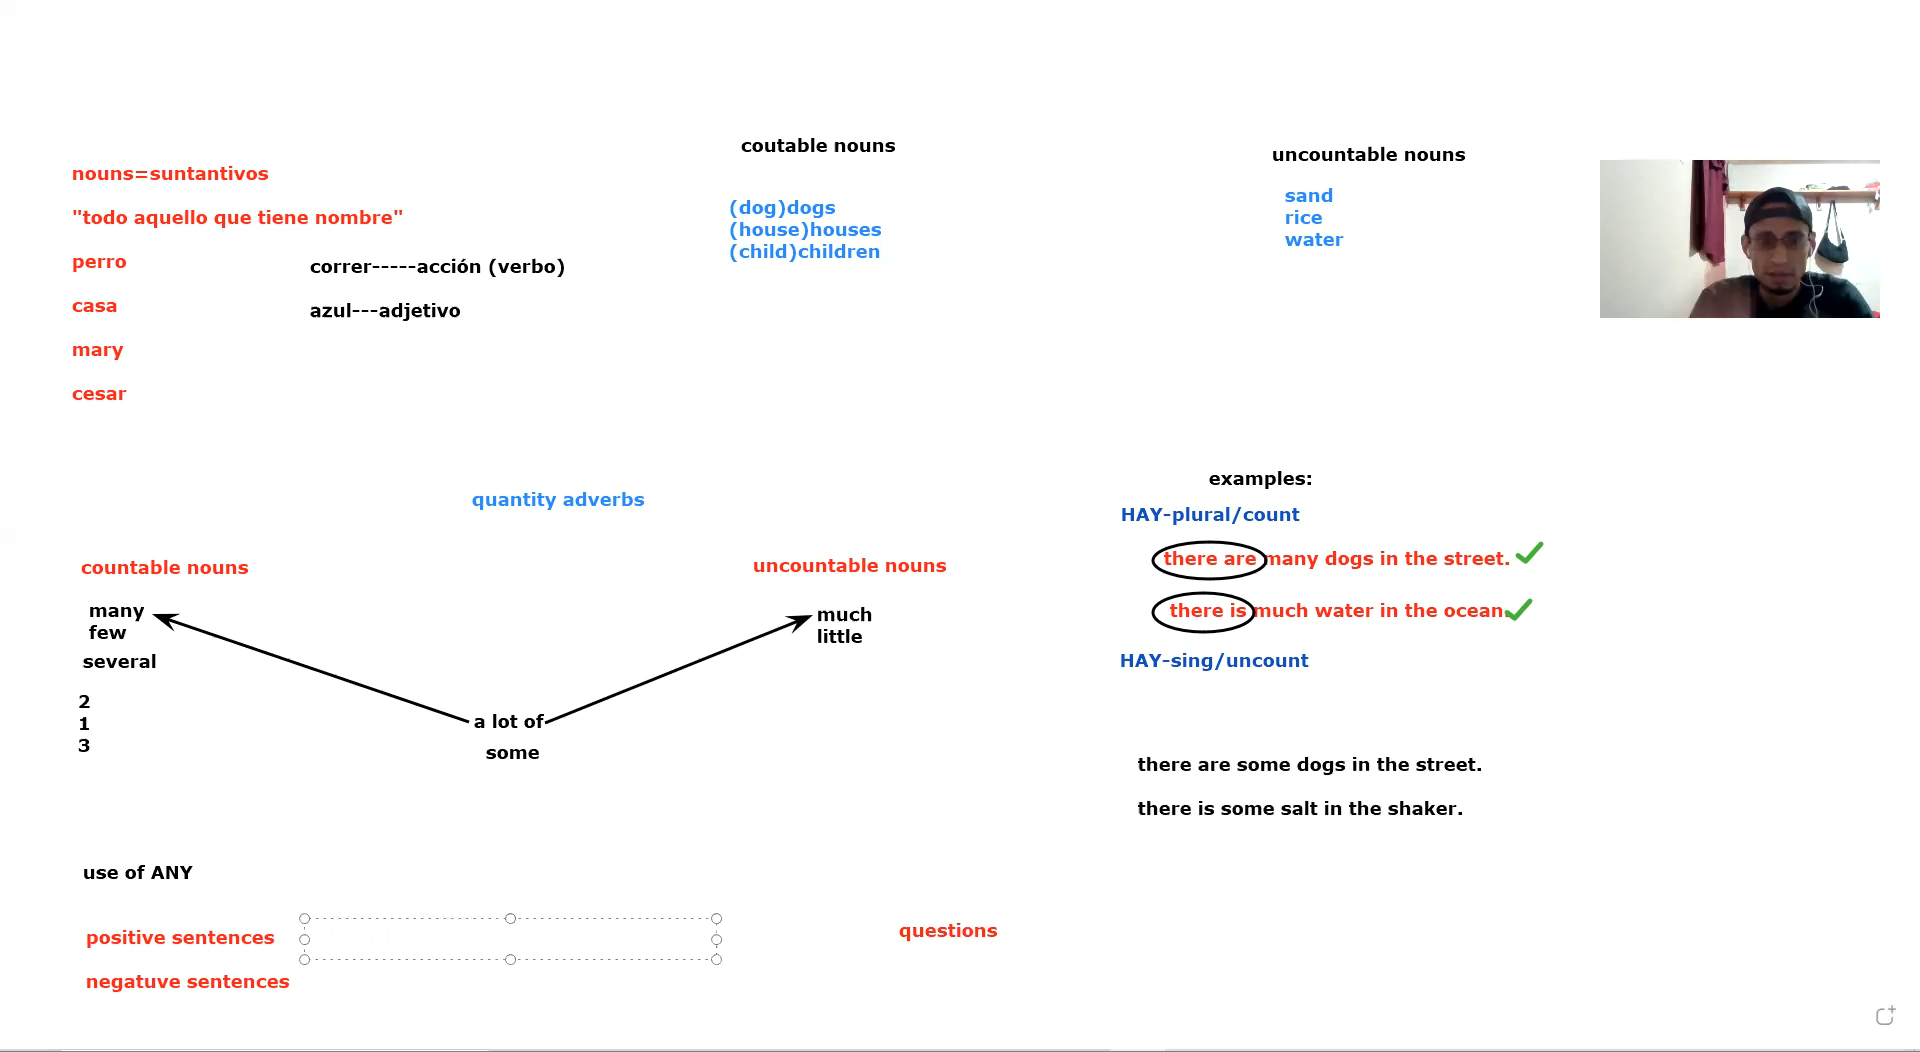 nouns=suntantivos
"todo aquello que tiene nombre"
perro
casa
mary
cesar
correr-----acción (verbo)
azul---adjetivo
coutable nouns
(dog)dogs
(house)houses
(child)children
uncountable nouns
sand
rice
water
quantity adverbs
countable nouns
many
few
several
2
1
3
a lot of
some
uncountable nouns
much
little
examples:
HAY-plural/count
there are many dogs in the street.
there is much water in the ocean.
HAY-sing/uncount
there are some dogs in the street.
there is some salt in the shaker.
use of ANY
positive sentences
negatuve sentences
questions